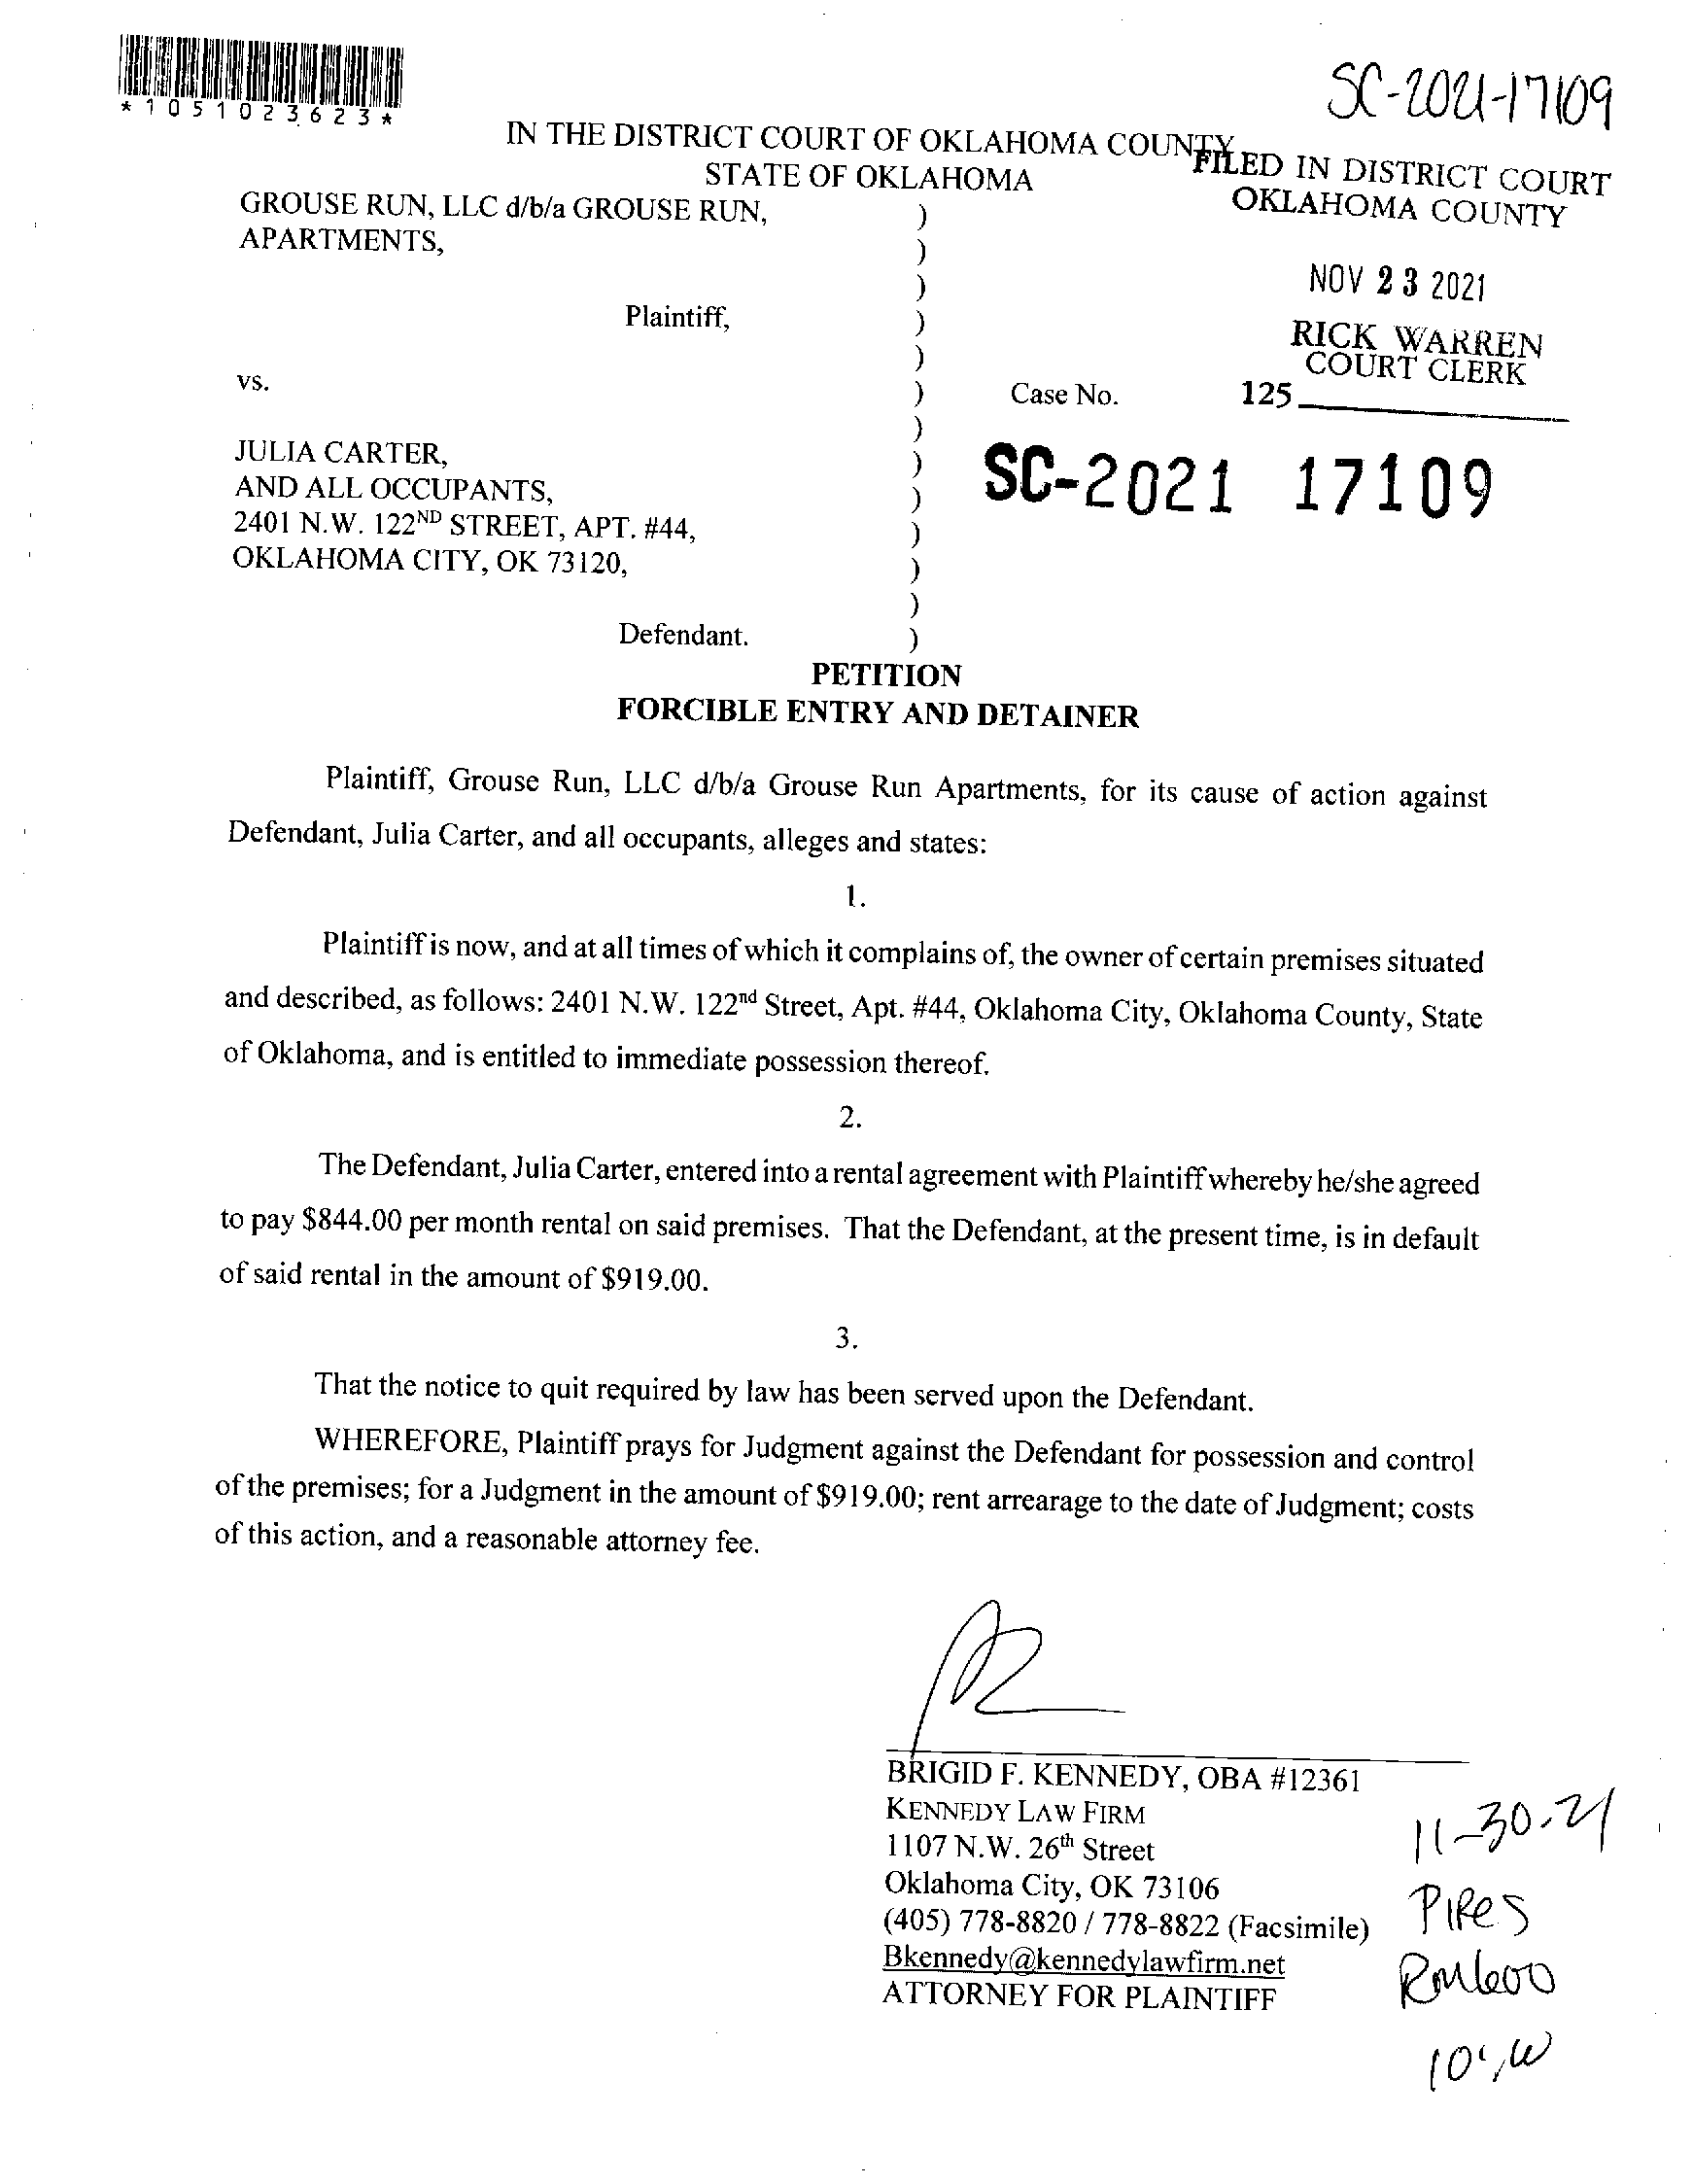 *1051023623*
SC-2021-17109
IN THE DISTRICT COURT OF OKLAHOMA COUNTY
STATE OF OKLAHOMA
FILED IN DISTRICT COURT
OKLAHOMA COUNTY
NOV 23 2021
RICK WARREN
COURT CLERK
125
GROUSE RUN, LLC d/b/a GROUSE RUN, )
APARTMENTS, )
)
Plaintiff, )
)
vs. ) Case No.
)
JULIA CARTER, ) SC-2021 17109
AND ALL OCCUPANTS, )
2401 N.W. 122ND STREET, APT. #44, )
OKLAHOMA CITY, OK 73120, )
)
Defendant. )
PETITION
FORCIBLE ENTRY AND DETAINER
Plaintiff, Grouse Run, LLC d/b/a Grouse Run Apartments, for its cause of action against
Defendant, Julia Carter, and all occupants, alleges and states:
1.
Plaintiff is now, and at all times of which it complains of, the owner of certain premises situated
and described, as follows: 2401 N.W. 122nd Street, Apt. #44, Oklahoma City, Oklahoma County, State
of Oklahoma, and is entitled to immediate possession thereof.
2.
The Defendant, Julia Carter, entered into a rental agreement with Plaintiff whereby he/she agreed
to pay $844.00 per month rental on said premises. That the Defendant, at the present time, is in default
of said rental in the amount of $919.00.
3.
That the notice to quit required by law has been served upon the Defendant.
WHEREFORE, Plaintiff prays for Judgment against the Defendant for possession and control
of the premises; for a Judgment in the amount of $919.00; rent arrearage to the date of Judgment; costs
of this action, and a reasonable attorney fee.
BRIGID F. KENNEDY, OBA #12361
KENNEDY LAW FIRM
1107 N.W. 26th Street
Oklahoma City, OK 73106
(405) 778-8820 / 778-8822 (Facsimile)
Bkennedy@kennedylawfirm.net
ATTORNEY FOR PLAINTIFF
11-30-21